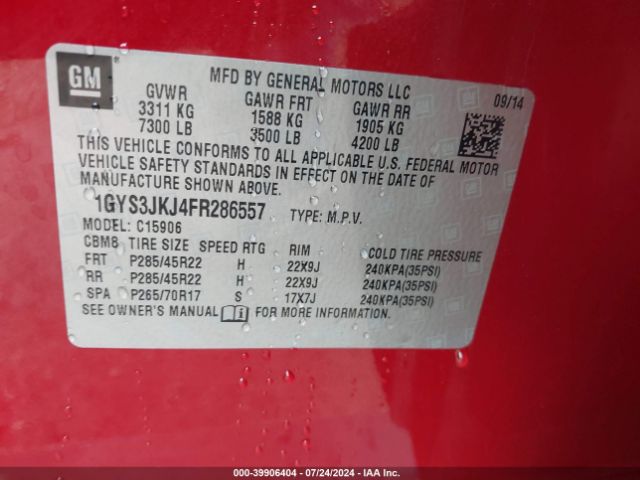 GM
MFD BY GENERAL MOTORS LLC
GVWR GAWR FRT GAWR RR 09/14
3311 KG 1588 KG 1905 KG
7300 LB 3500 LB 4200 LB
THIS VEHICLE CONFORMS TO ALL APPLICABLE U.S. FEDERAL MOTOR
VEHICLE SAFETY STANDARDS IN EFFECT ON THE DATE OF
MANUFACTURE SHOWN ABOVE.
1GYS3JKJ4FR286557 TYPE: M.P.V.
MODEL: C15906
CBM8 TIRE SIZE SPEED RTG RIM COLD TIRE PRESSURE
FRT P285/45R22 H 22X9J 240KPA(35PSI)
RR P285/45R22 H 22X9J 240KPA(35PSI)
SPA P265/70R17 S 17X7J 240KPA(35PSI)
SEE OWNER'S MANUAL i FOR MORE INFORMATION.
000-39906404 - 07/24/2024 - IAA Inc.